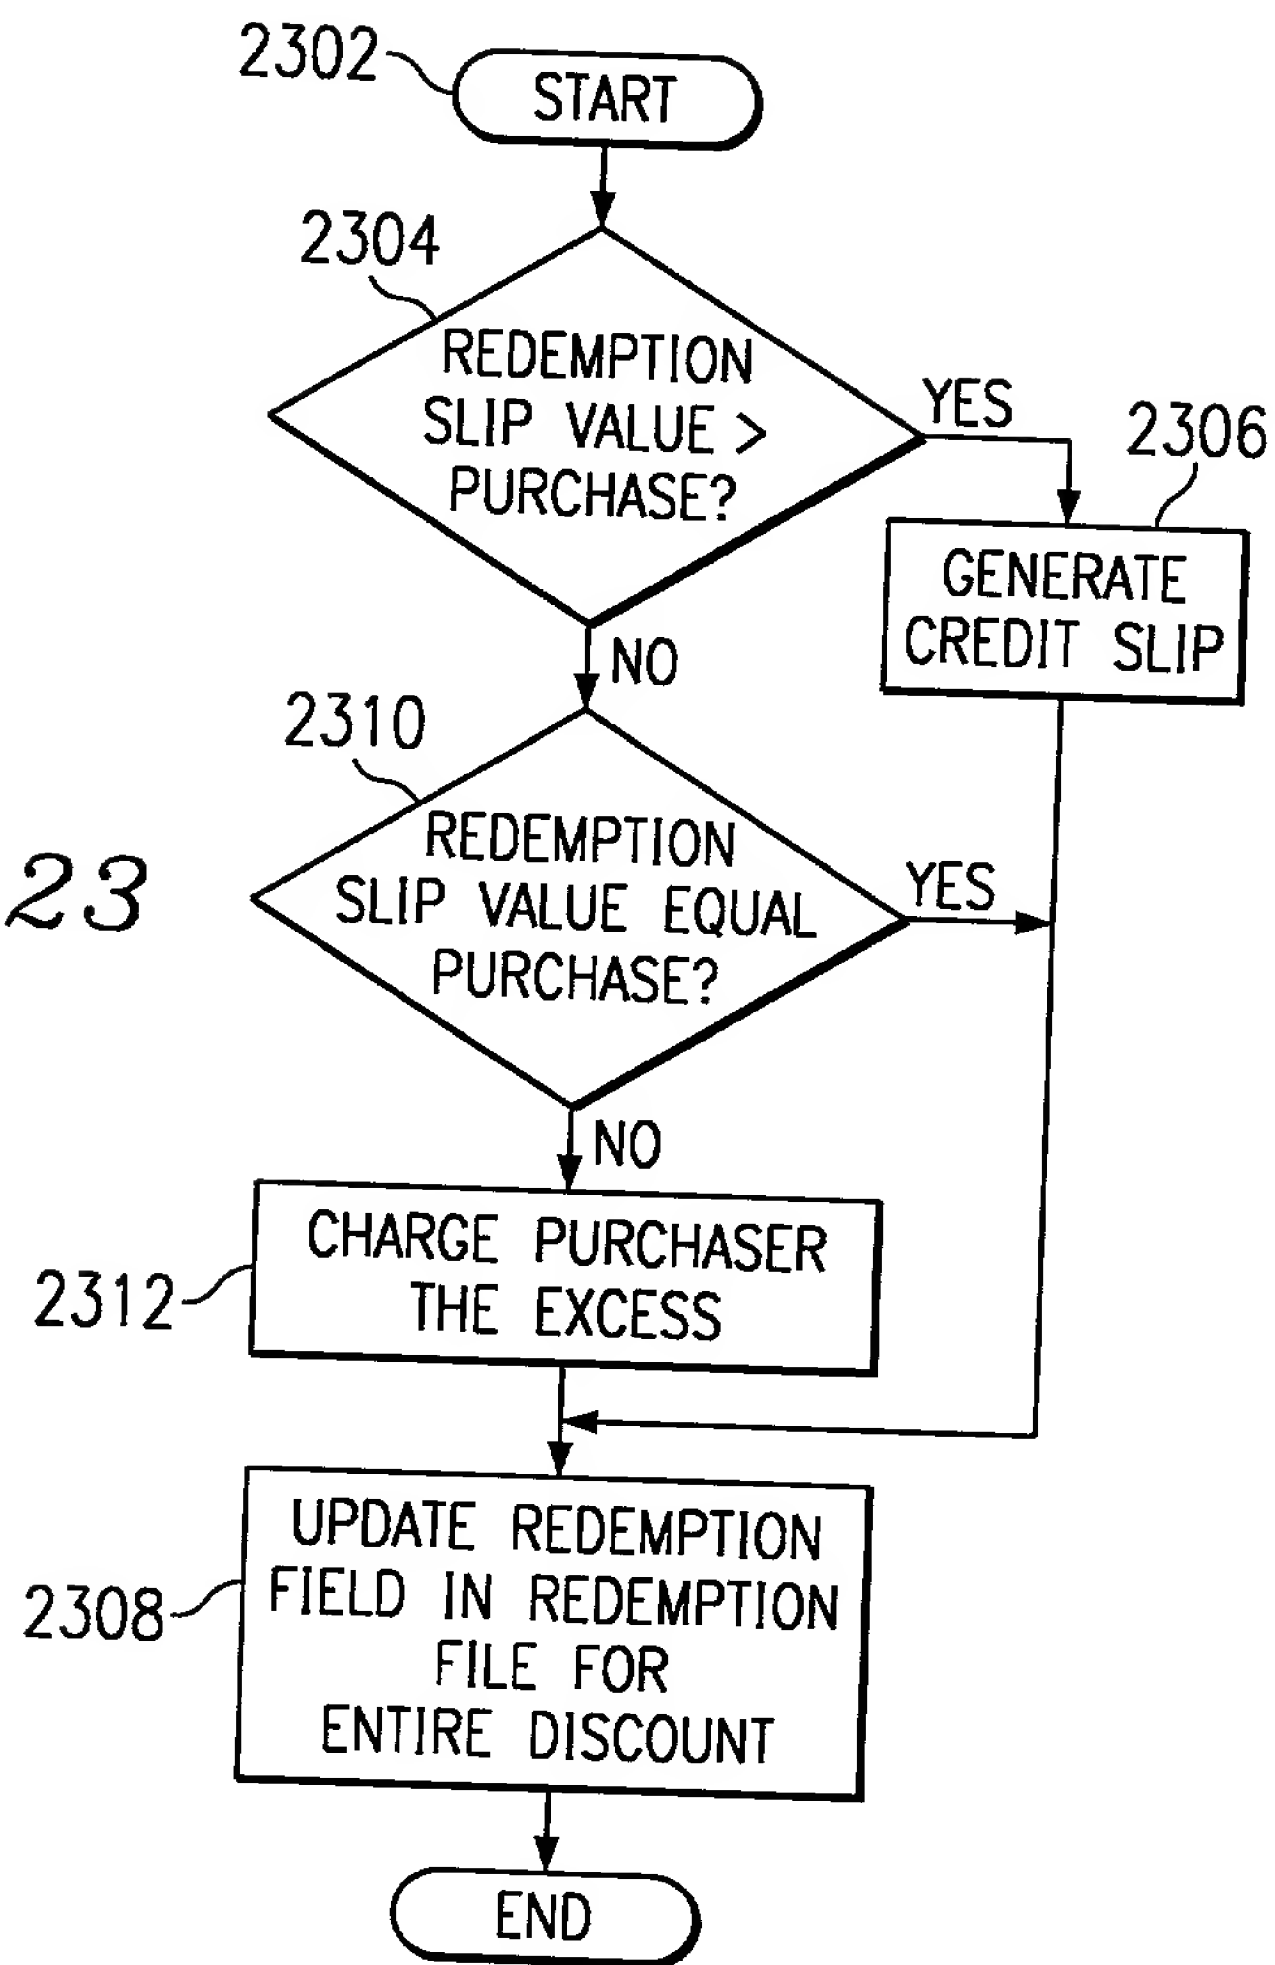 2302
START
2304
REDEMPTION
SLIP VALUE >
PURCHASE?
YES
2306
GENERATE
CREDIT SLIP
NO
2310
REDEMPTION
SLIP VALUE EQUAL
PURCHASE?
YES
23
NO
CHARGE PURCHASER
THE EXCESS
2312
UPDATE REDEMPTION
FIELD IN REDEMPTION
FILE FOR
ENTIRE DISCOUNT
2308
END